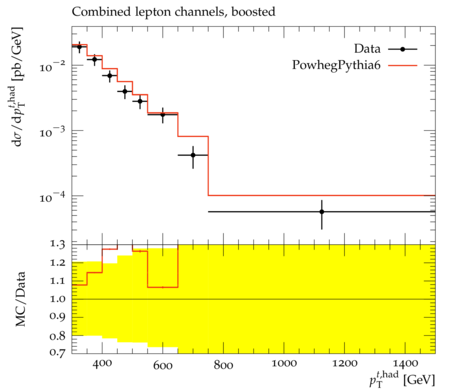 Combined lepton channels, boosted
Data
PowhegPythia6
dσ/dp_T^{t,had} [pb/GeV]
10⁻²
10⁻³
10⁻⁴
1.3
1.2
1.1
1.0
0.9
0.8
0.7
MC/Data
400 600 800 1000 1200 1400
p_T^{t,had} [GeV]